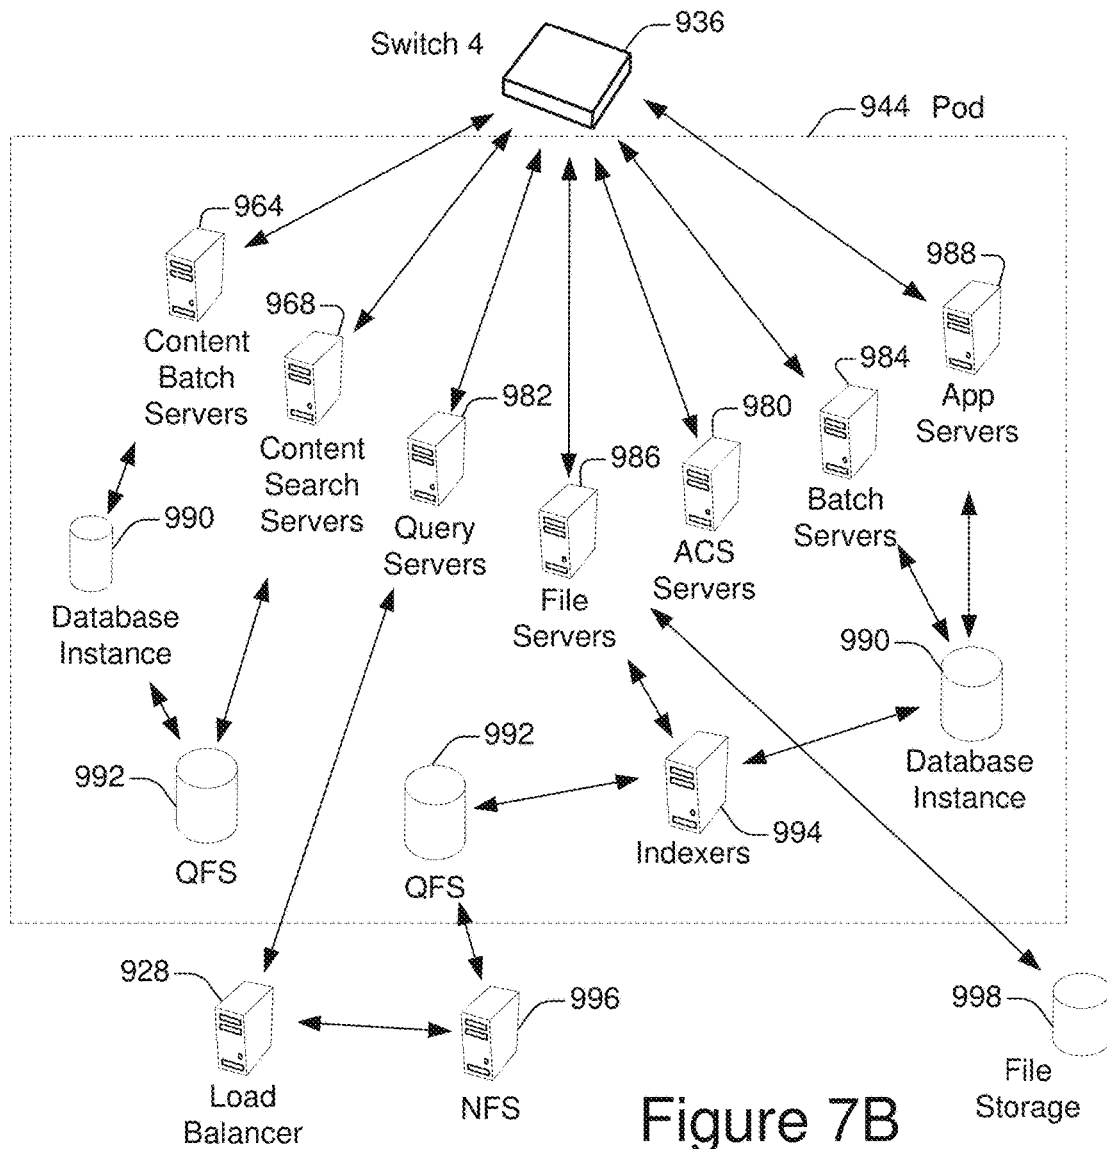 936
Switch 4
944 Pod
964
988
Content
Batch
Servers
968
984
App
Servers
982
980
Content
Search
Servers
986
Batch
Servers
990
Query
Servers
ACS
Servers
File
Servers
Database
Instance
990
992
992
Database
Instance
994
Indexers
QFS
QFS
928
996
998
Load
Balancer
NFS
File
Storage
Figure 7B